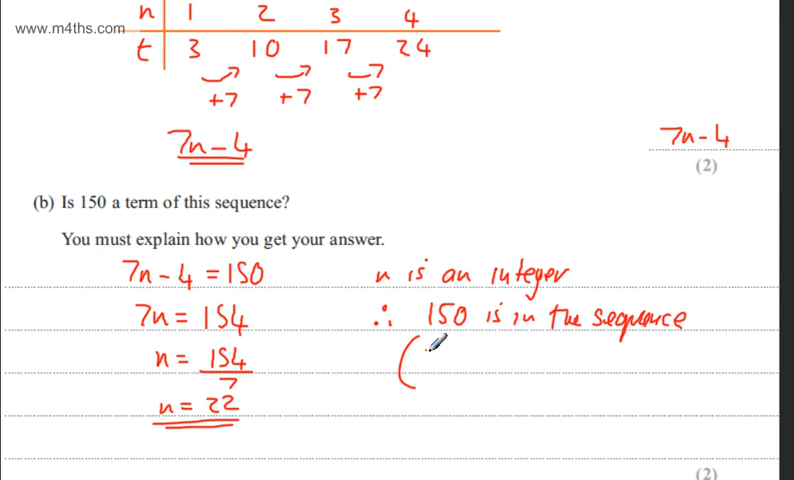 www.m4ths.com
n 1 2 3 4
t 3 10 17 24
+7 +7 +7
7n - 4
7n - 4
(2)
(b) Is 150 a term of this sequence?
You must explain how you get your answer.
7n - 4 = 150 n is an integer
7n = 154 ∴ 150 is in the sequence
n = 154 (
7
n = 22
(2)